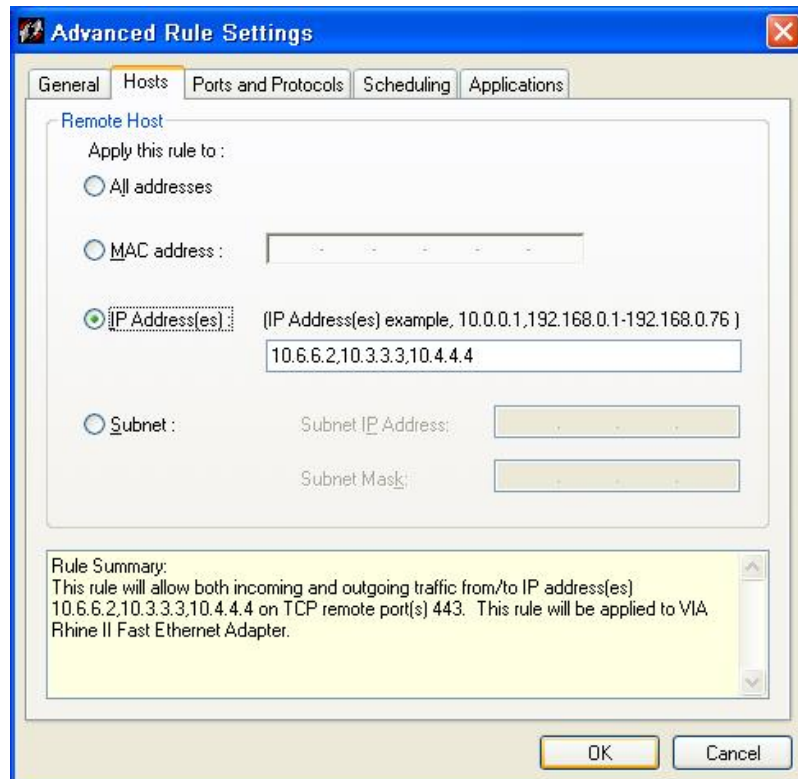 Advanced Rule Settings
General Hosts Ports and Protocols Scheduling Applications
Remote Host
Apply this rule to :
All addresses
MAC address :
IP Address(es) : (IP Address(es) example, 10.0.0.1,192.168.0.1-192.168.0.76 )
10.6.6.2,10.3.3.3,10.4.4.4
Subnet : Subnet IP Address:
Subnet Mask:
Rule Summary:
This rule will allow both incoming and outgoing traffic from/to IP address(es)
10.6.6.2,10.3.3.3,10.4.4.4 on TCP remote port(s) 443. This rule will be applied to VIA
Rhine II Fast Ethernet Adapter.
OK Cancel